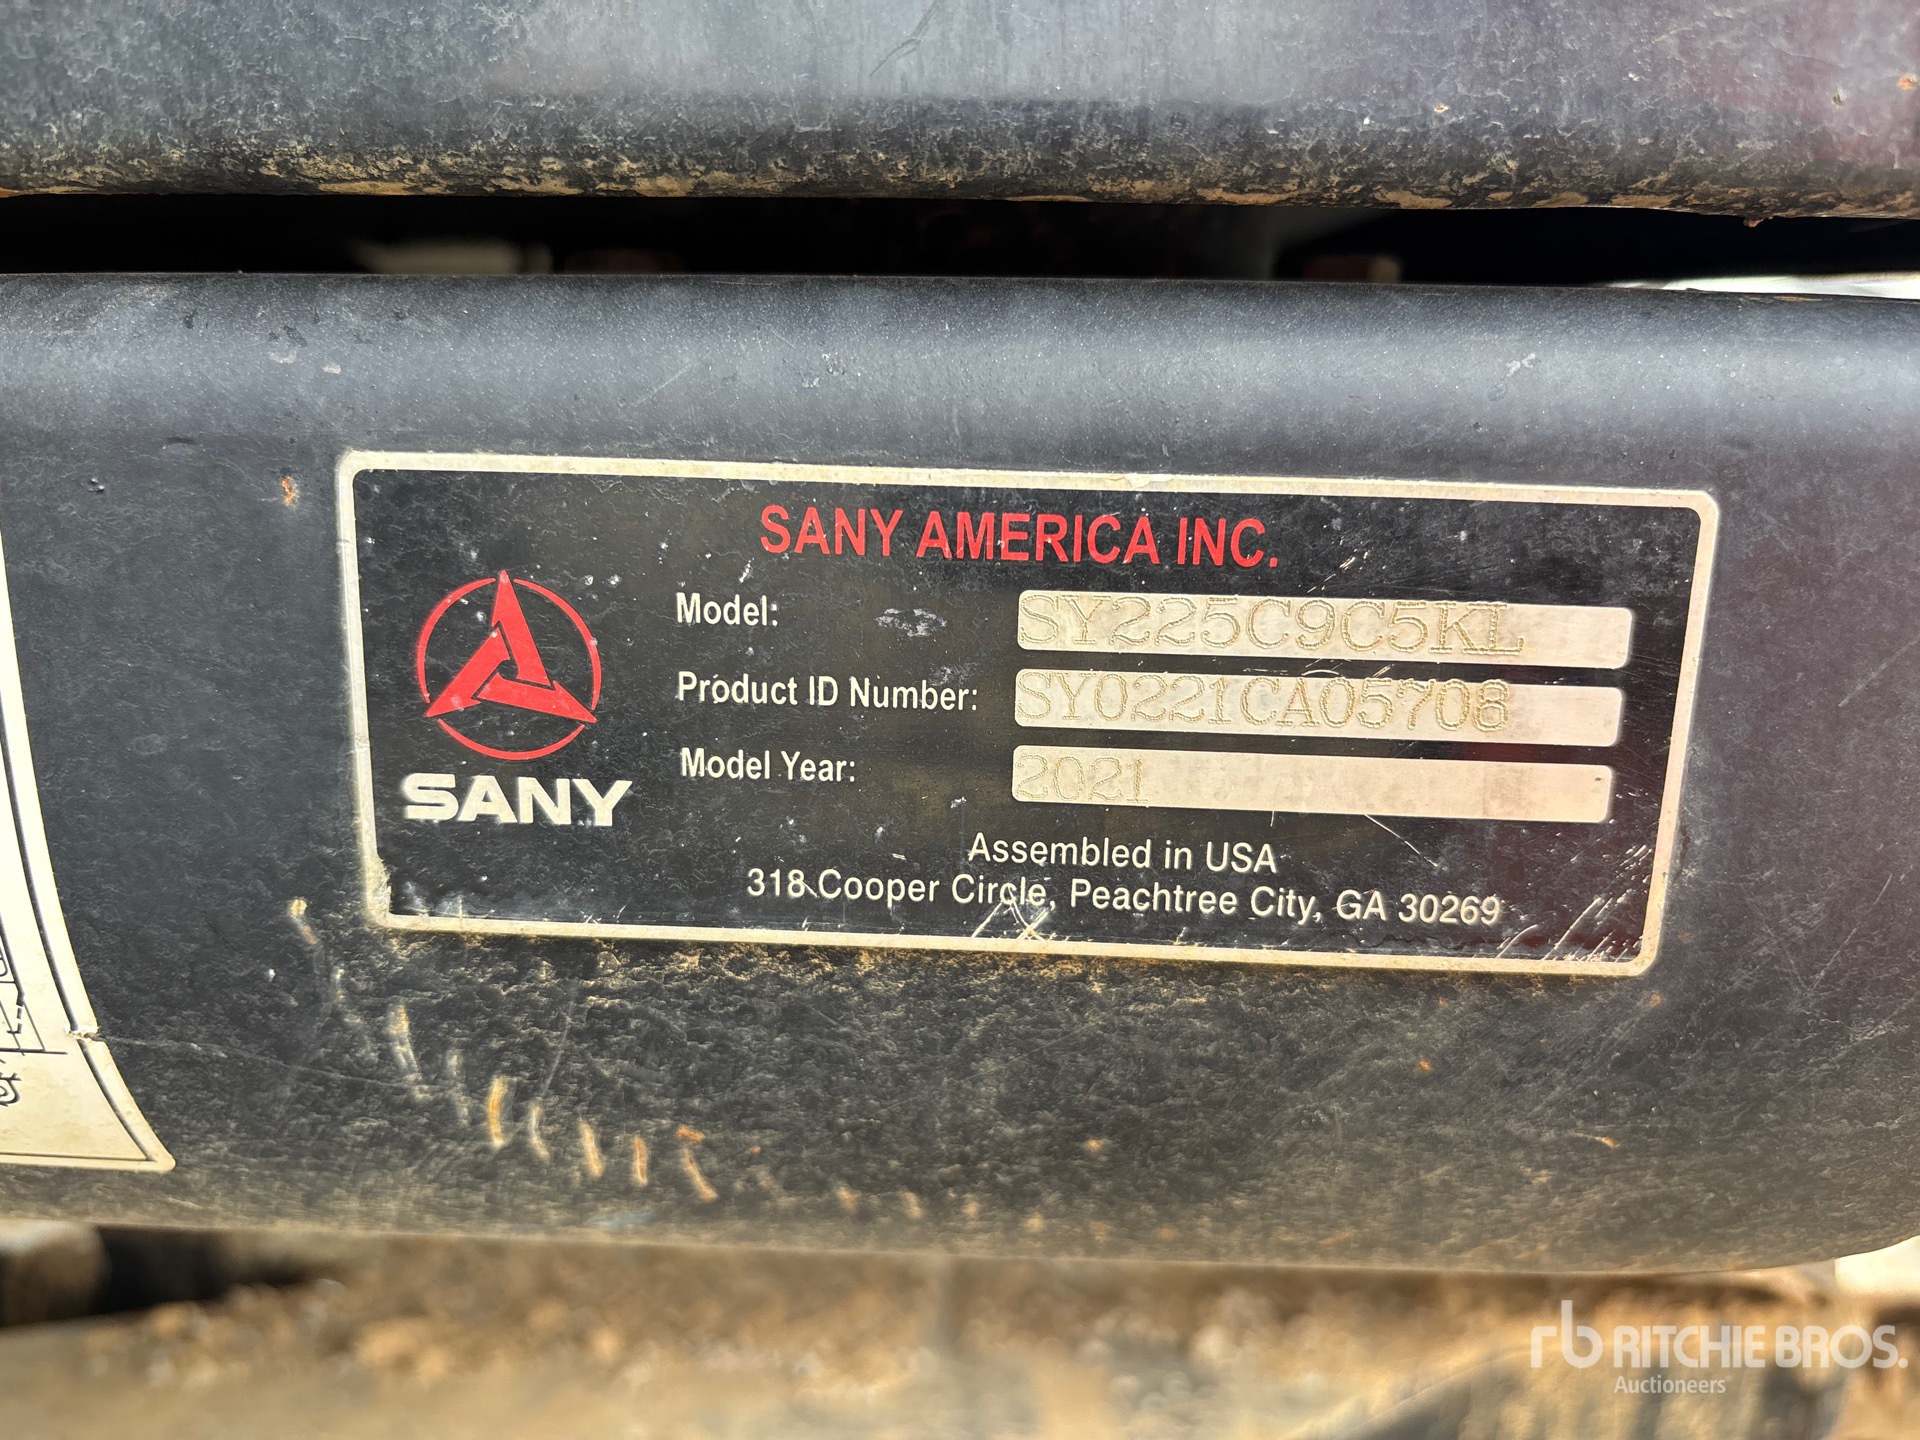 SANY AMERICA INC.
Model: SY225C9C5KL
Product ID Number: SY0221CA05708
Model Year: 2021
SANY
Assembled in USA
318 Cooper Circle, Peachtree City, GA 30269
rb RITCHIE BROS.
Auctioneers